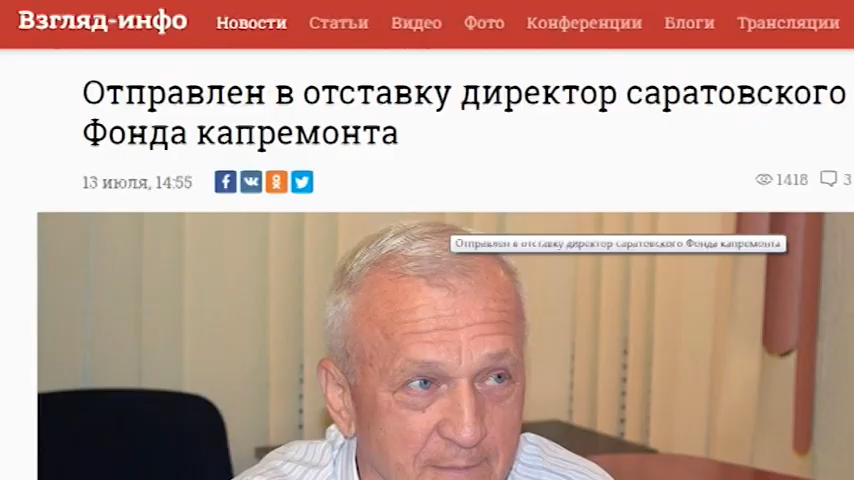 Взгляд-инфо Новости Статьи Видео Фото Конференции Блоги Трансляции
Отправлен в отставку директор саратовского
Фонда капремонта
13 июля, 14:55 1418 3
Отправлен в отставку директор саратовского Фонда капремонта